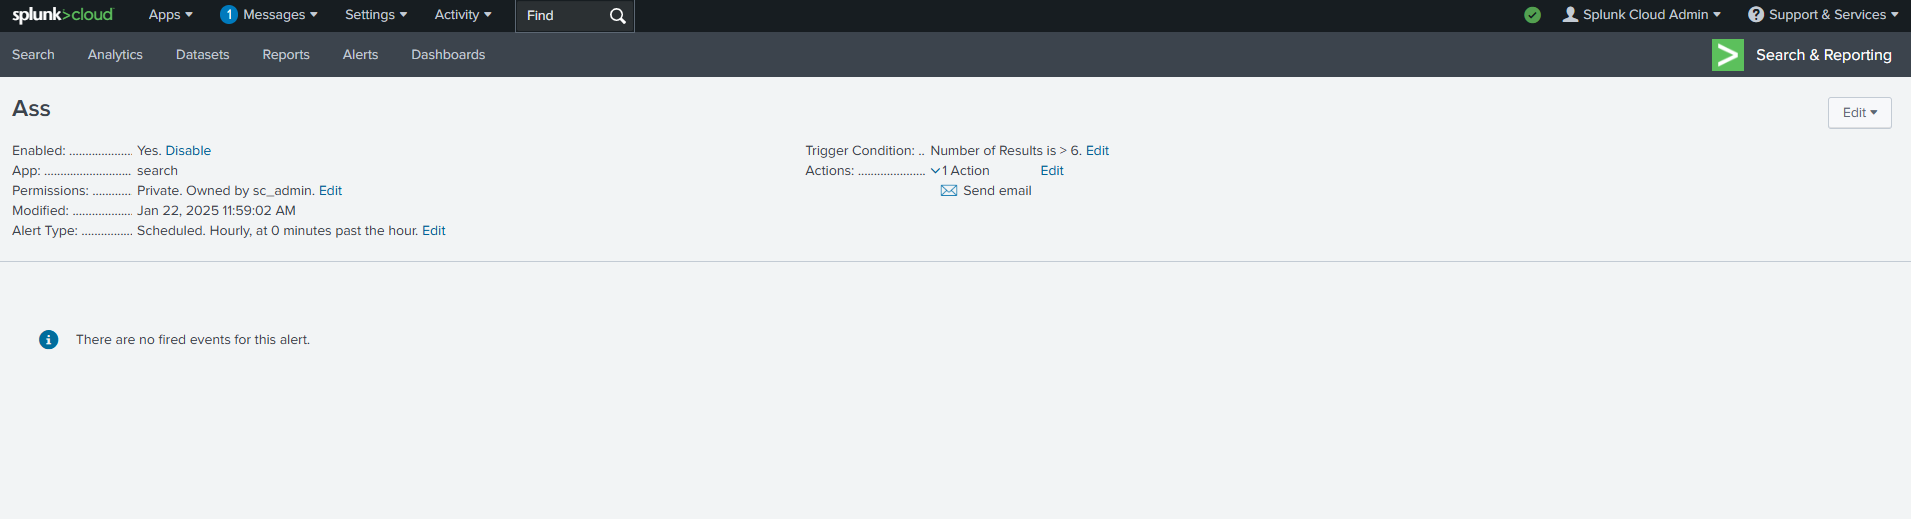 splunk>cloud Apps 1 Messages Settings Activity Find Splunk Cloud Admin ? Support & Services
Search Analytics Datasets Reports Alerts Dashboards > Search & Reporting
Ass Edit
Enabled: ................... Yes. Disable
App: ........................... search
Permissions: ............ Private. Owned by sc_admin. Edit
Modified: ................... Jan 22, 2025 11:59:02 AM
Alert Type: ................ Scheduled. Hourly, at 0 minutes past the hour. Edit
Trigger Condition: .. Number of Results is > 6. Edit
Actions: ..................... 1 Action Edit
Send email
i There are no fired events for this alert.